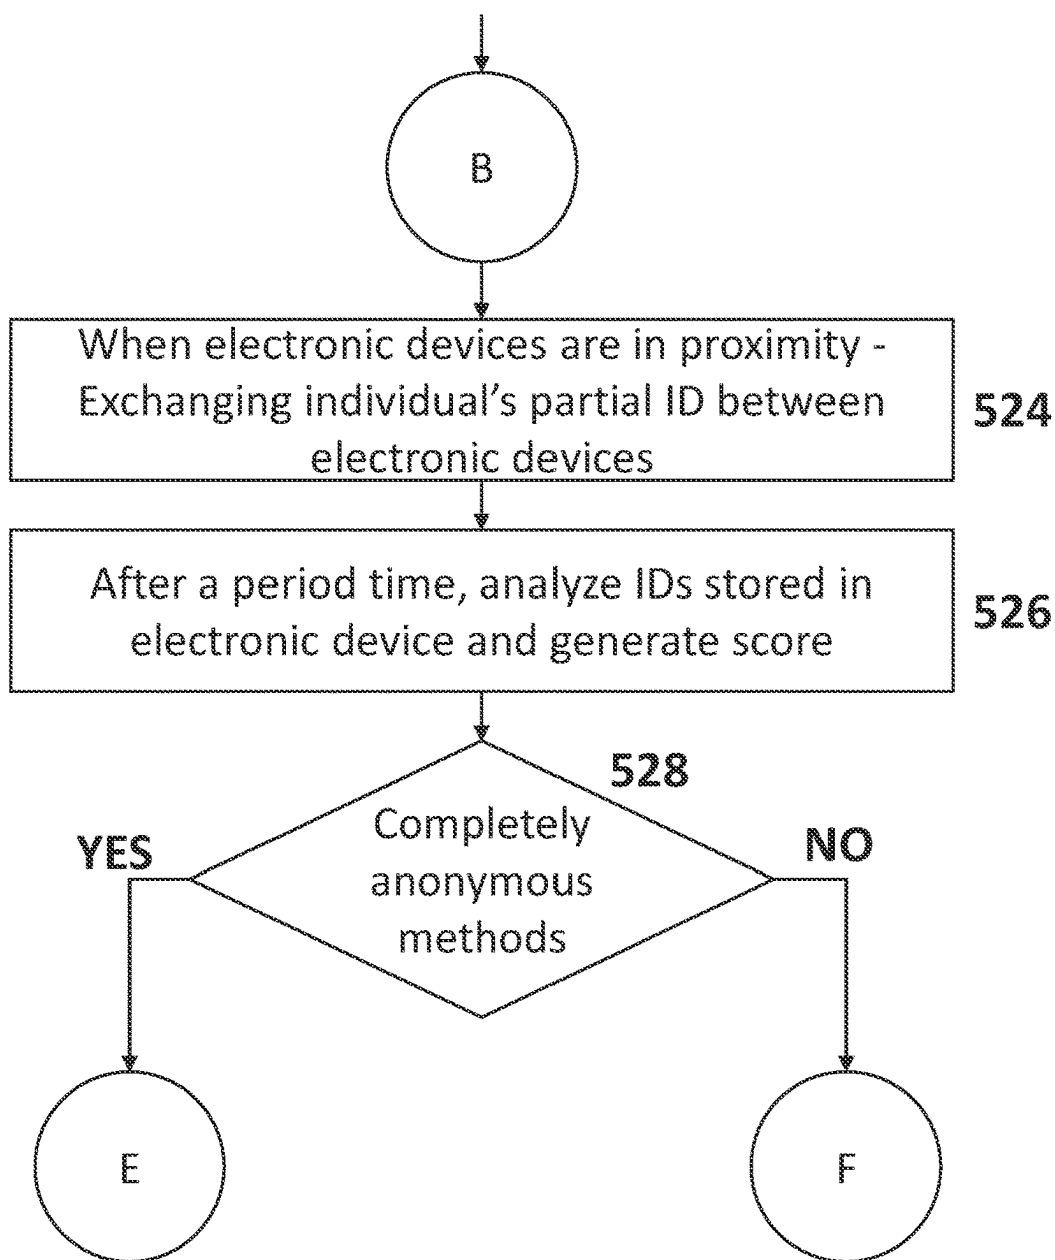 B
When electronic devices are in proximity -
Exchanging individual's partial ID between
electronic devices
524
After a period time, analyze IDs stored in
electronic device and generate score
526
528
Completely
anonymous
methods
YES
NO
E
F